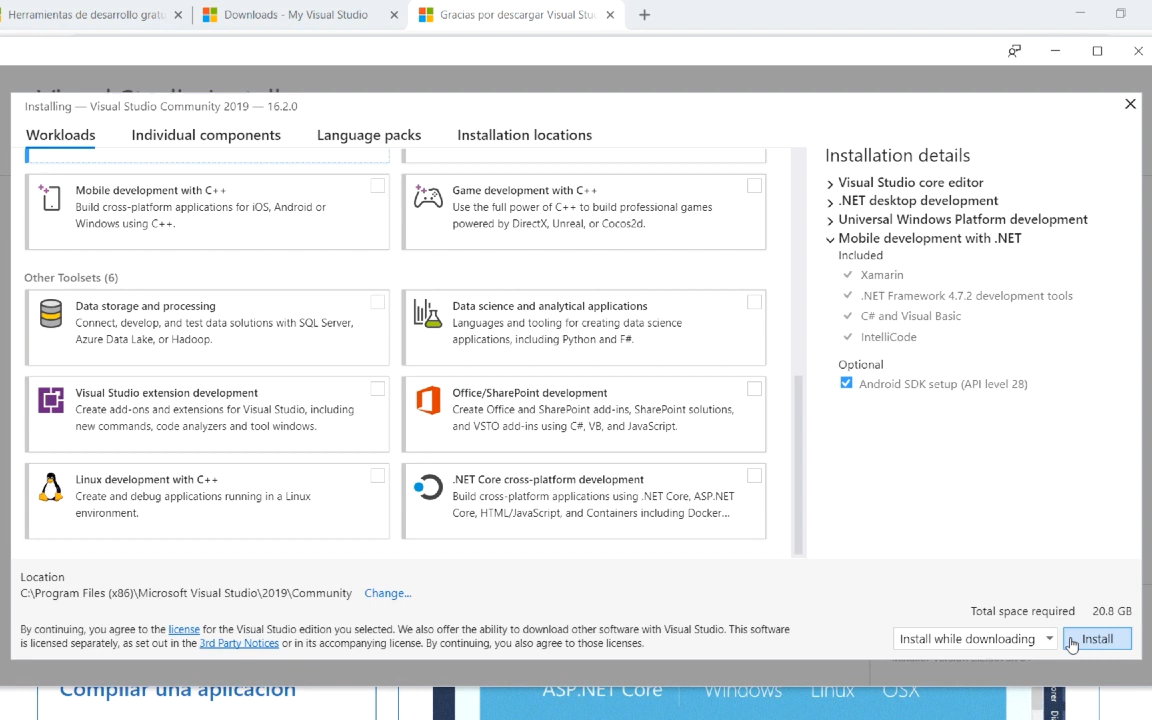 Herramientas de desarrollo gratu
Downloads - My Visual Studio
Gracias por descargar Visual Stu
Installing — Visual Studio Community 2019 — 16.2.0
Workloads
Individual components
Language packs
Installation locations
Mobile development with C++
Build cross-platform applications for iOS, Android or
Windows using C++.
Game development with C++
Use the full power of C++ to build professional games
powered by DirectX, Unreal, or Cocos2d.
Other Toolsets (6)
Data storage and processing
Connect, develop, and test data solutions with SQL Server,
Azure Data Lake, or Hadoop.
Data science and analytical applications
Languages and tooling for creating data science
applications, including Python and F#.
Visual Studio extension development
Create add-ons and extensions for Visual Studio, including
new commands, code analyzers and tool windows.
Office/SharePoint development
Create Office and SharePoint add-ins, SharePoint solutions,
and VSTO add-ins using C#, VB, and JavaScript.
Linux development with C++
Create and debug applications running in a Linux
environment.
.NET Core cross-platform development
Build cross-platform applications using .NET Core, ASP.NET
Core, HTML/JavaScript, and Containers including Docker...
Installation details
Visual Studio core editor
.NET desktop development
Universal Windows Platform development
Mobile development with .NET
Included
Xamarin
.NET Framework 4.7.2 development tools
C# and Visual Basic
IntelliCode
Optional
Android SDK setup (API level 28)
Location
C:\Program Files (x86)\Microsoft Visual Studio\2019\Community Change...
Total space required 20.8 GB
By continuing, you agree to the license for the Visual Studio edition you selected. We also offer the ability to download other software with Visual Studio. This software
is licensed separately, as set out in the 3rd Party Notices or in its accompanying license. By continuing, you also agree to those licenses.
Install while downloading
Install
Compilar una aplicación
ASP.NET Core Windows Linux OSX